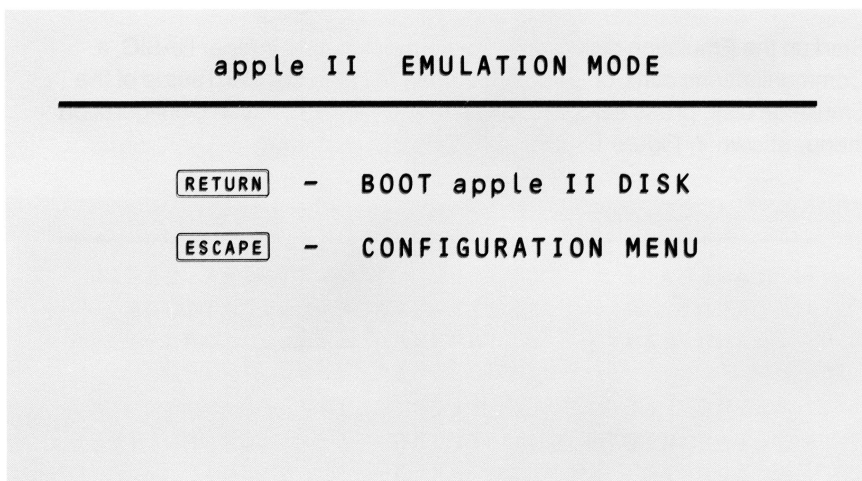 apple II EMULATION MODE
RETURN - BOOT apple II DISK
ESCAPE - CONFIGURATION MENU